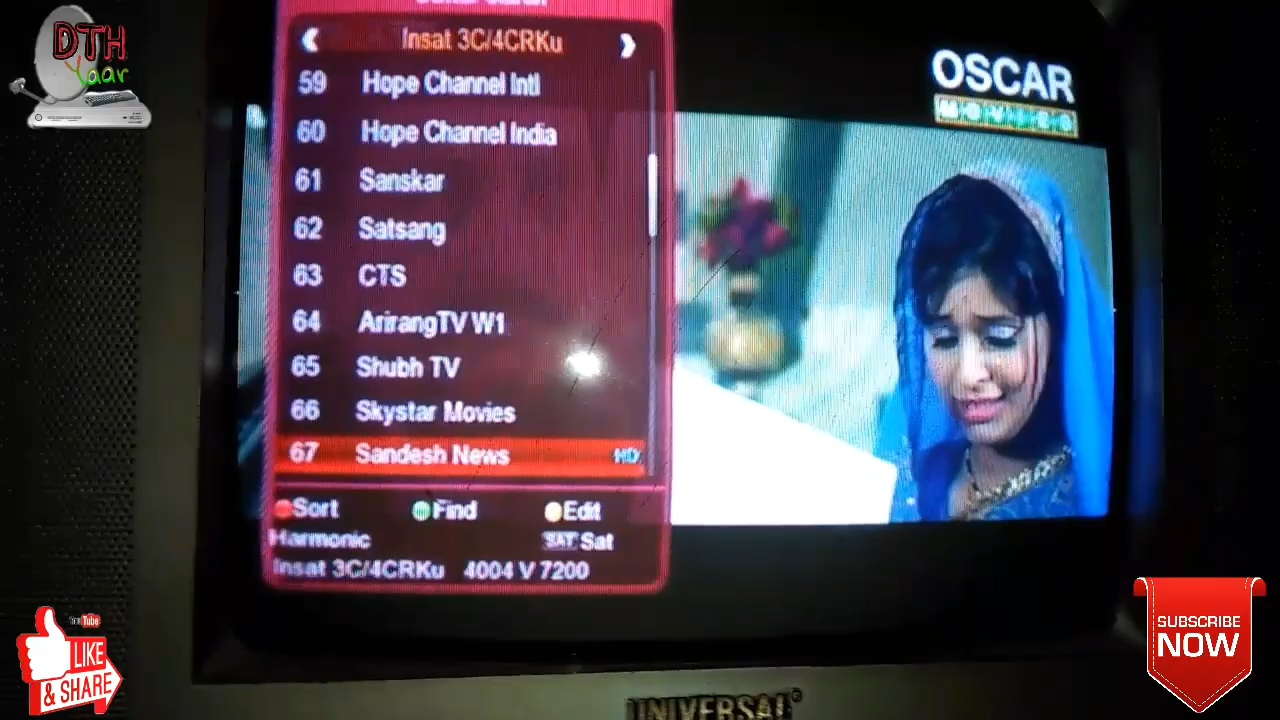 DTH
Yaar
Insat 3C/4CRKu
59 Hope Channel Intl
60 Hope Channel India
61 Sanskar
62 Satsang
63 CTS
64 ArirangTV W1
65 Shubh TV
66 Skystar Movies
67 Sandesh News HD
Sort Find Edit
Harmonic SAT Sat
Insat 3C/4CRKu 4004 V 7200
OSCAR
MOVIES
YouTube
LIKE
& SHARE
SUBSCRIBE
NOW
UNIVERSAL®